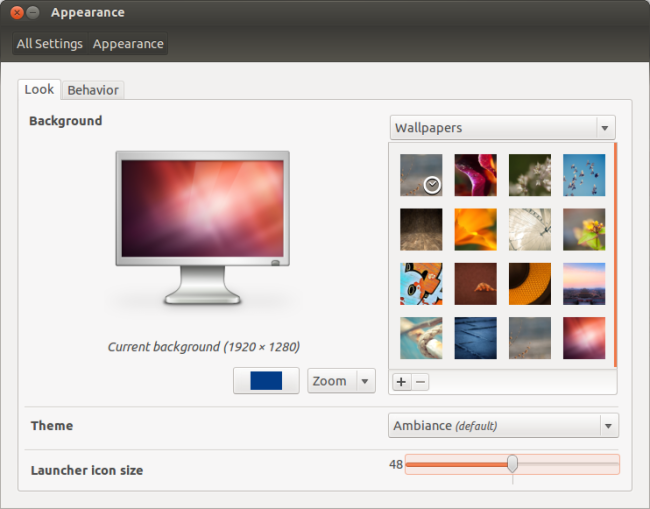 Appearance
All Settings Appearance
Look Behavior
Background
Wallpapers
Current background (1920 × 1280)
Zoom
Theme
Ambiance (default)
Launcher icon size
48